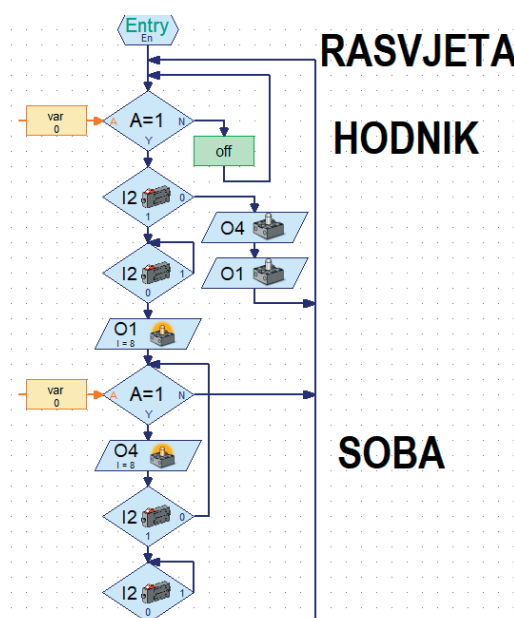 Entry
En
RASVJETA
var
0
A
A=1
N
Y
HODNIK
off
I2
0
1
O4
I2
1
0
O1
O1
I = 8
var
0
A
A=1
N
Y
O4
I = 8
SOBA
I2
0
1
I2
1
0